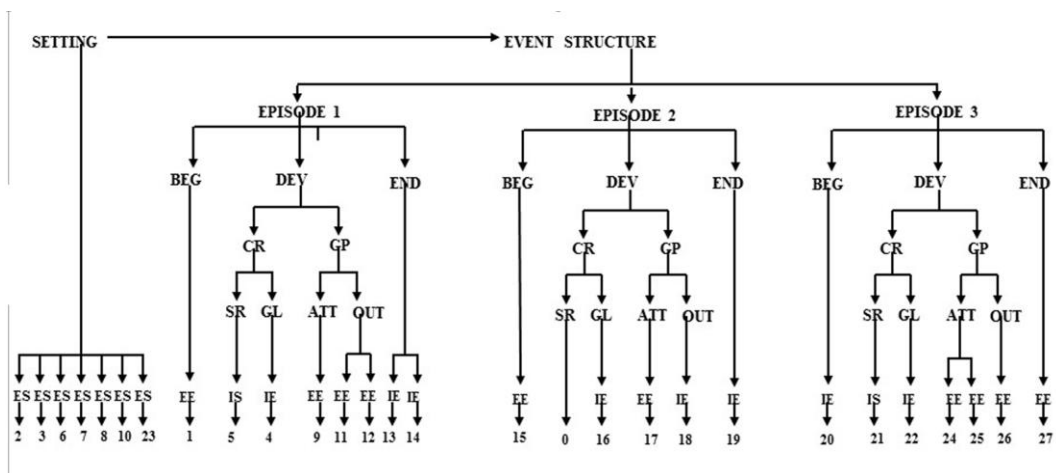 SETTING EVENT STRUCTURE
EPISODE 1 EPISODE 2 EPISODE 3
BEG DEV END BEG DEV END BEG DEV END
CR GP CR GP CR GP
SR GL ATT OUT SR GL ATT OUT SR GL ATT OUT
ES ES ES ES ES ES ES EE IS IE EE EE EE IE IE EE IE EE IE IE IE IS IE EE EE EE EE
2 3 6 7 8 10 23 1 5 4 9 11 12 13 14 15 0 16 17 18 19 20 21 22 24 25 26 27